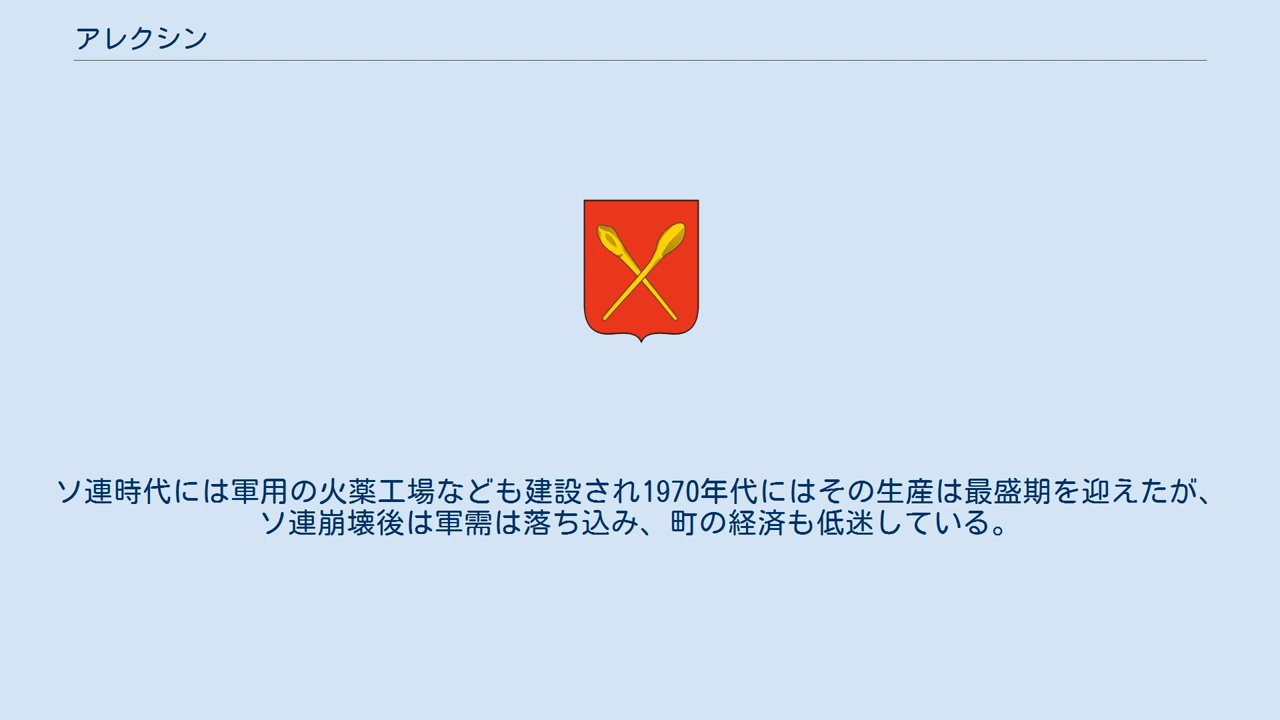 アレクシン
ソ連時代には軍用の火薬工場なども建設され1970年代にはその生産は最盛期を迎えたが、
ソ連崩壊後は軍需は落ち込み、町の経済も低迷している。